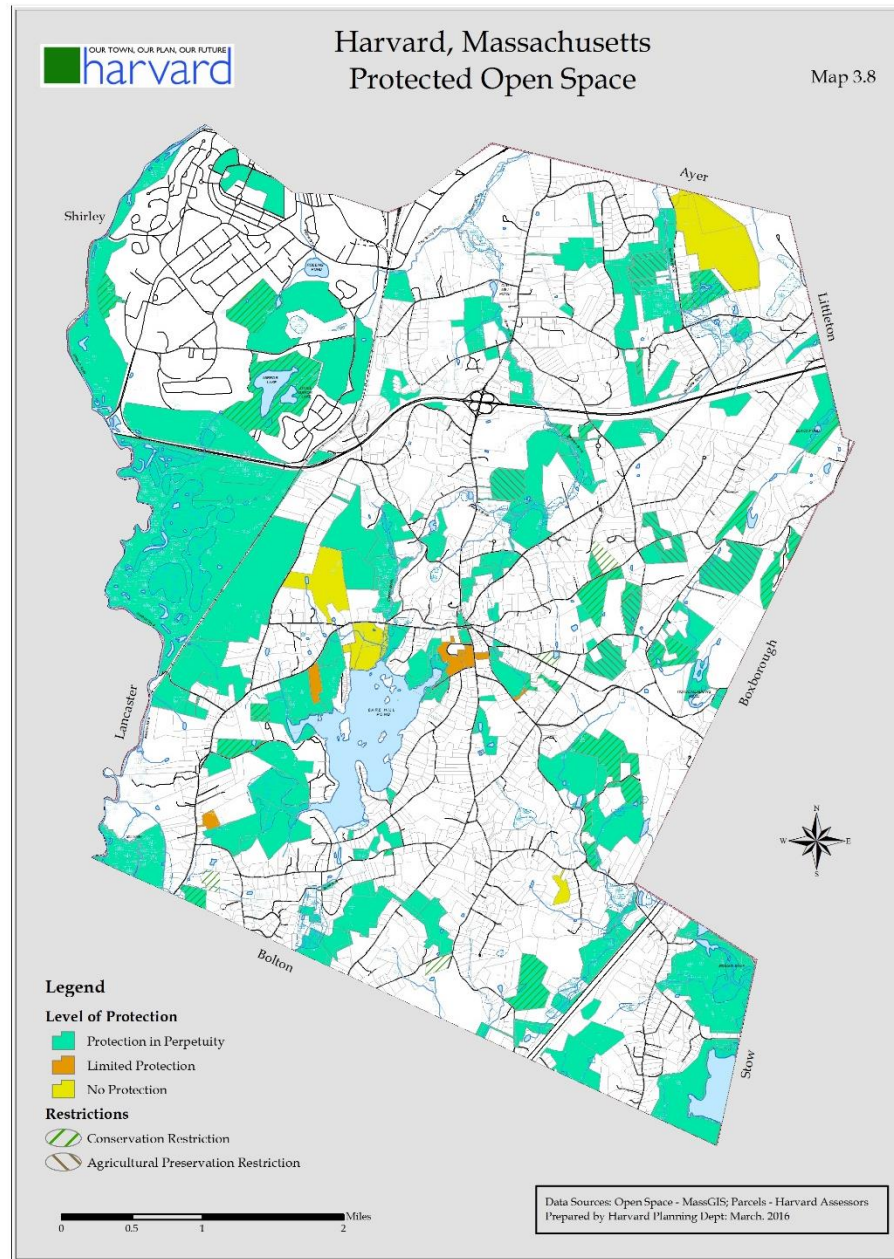 OUR TOWN, OUR PLAN, OUR FUTURE
harvard
Harvard, Massachusetts
Protected Open Space
Map 3.8
Ayer
Shirley
Littleton
BARE HILL
POND
Boxborough
Lancaster
N
W E
S
Bolton
Stow
Legend
Level of Protection
Protection in Perpetuity
Limited Protection
No Protection
Restrictions
Conservation Restriction
Agricultural Preservation Restriction
Miles
0 0.5 1 2
Data Sources: Open Space - MassGIS; Parcels - Harvard Assessors
Prepared by Harvard Planning Dept: March. 2016